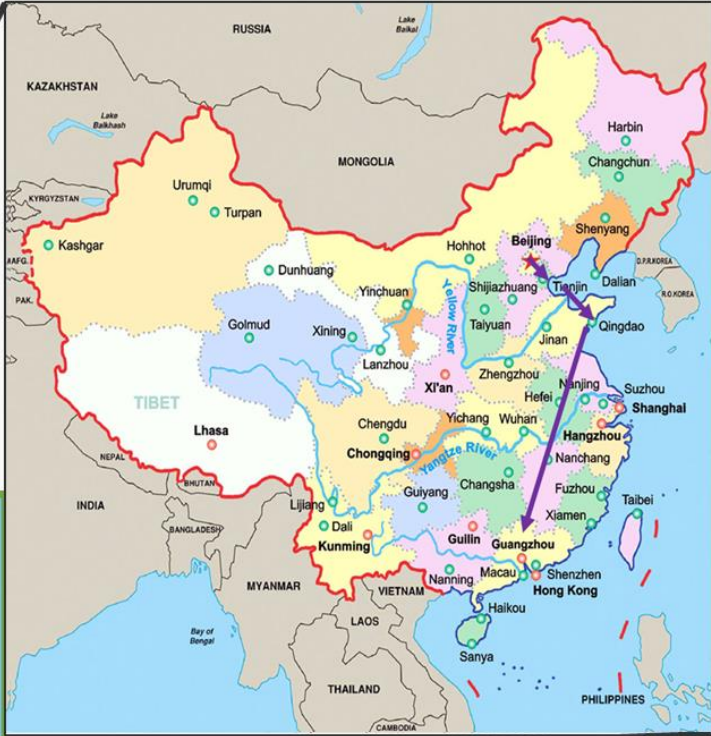 RUSSIA
Lake
Baikal
KAZAKHSTAN
Lake
Balkhash
Harbin
Changchun
MONGOLIA
Urumqi
Turpan
KYRGYZSTAN
Shenyang
Kashgar
Hohhot
Beijing
AFG.
D.P.R.KOREA
Dunhuang
Tianjin
Dalian
Shijiazhuang
PAK.
Yinchuan
Yellow River
R.O.KOREA
Golmud
Xining
Taiyuan
Qingdao
Jinan
Lanzhou
Zhengzhou
Xi'an
Nanjing
Suzhou
TIBET
Hefei
Shanghai
Lhasa
Chengdu
Yichang
Wuhan
Hangzhou
Chongqing
Yangtze River
NEPAL
Nanchang
BHUTAN
Changsha
Fuzhou
INDIA
Lijiang
Guiyang
Taibei
Dali
Xiamen
BANGLADESH
Kunming
Guilin
Guangzhou
Nanning
Macau
Shenzhen
MYANMAR
VIETNAM
Hong Kong
LAOS
Haikou
Bay of
Bengal
Sanya
THAILAND
PHILIPPINES
CAMBODIA